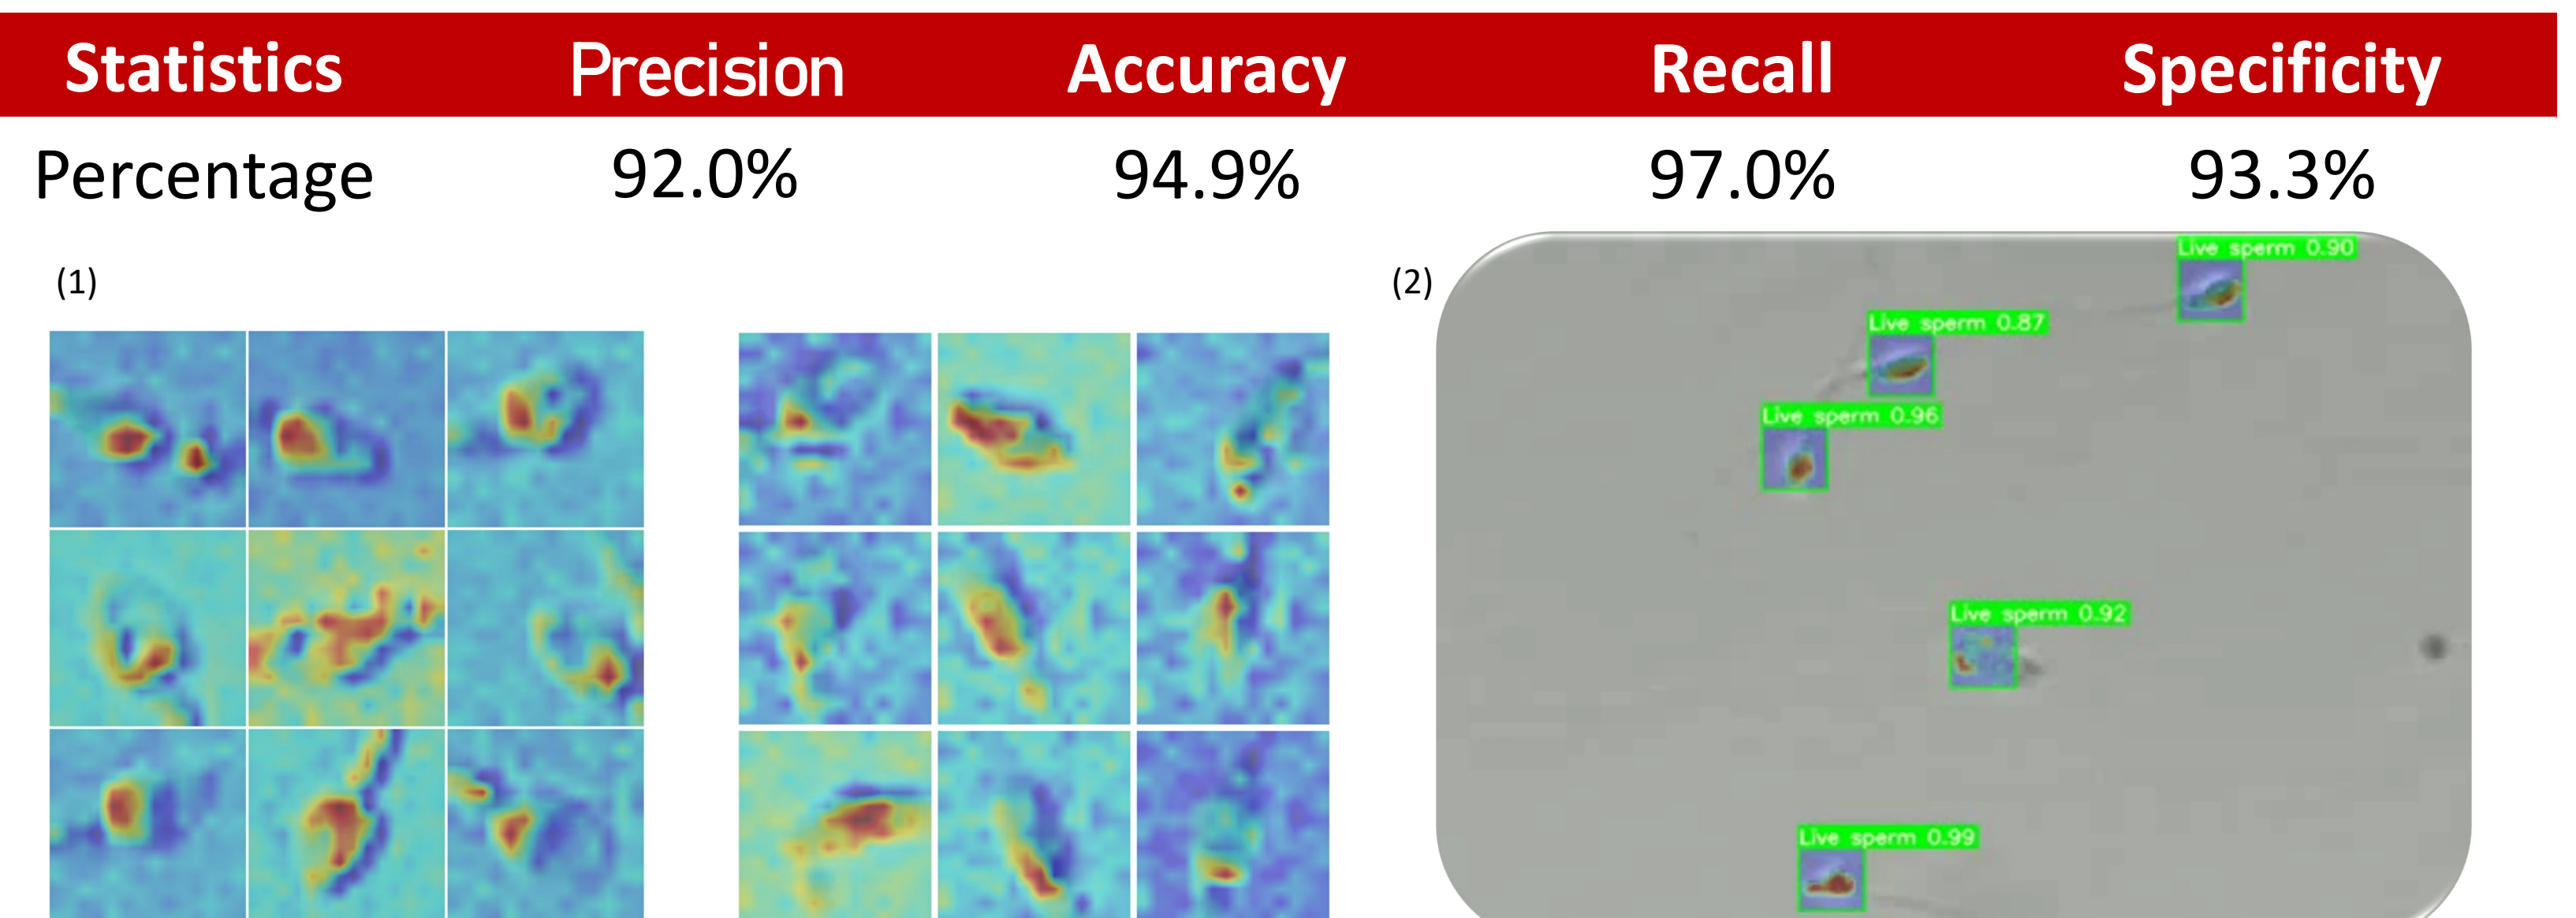 Statistics Precision Accuracy Recall Specificity
Percentage 92.0% 94.9% 97.0% 93.3%
(1)
(2)
Live sperm 0.90
Live sperm 0.87
Live sperm 0.96
Live sperm 0.92
Live sperm 0.99